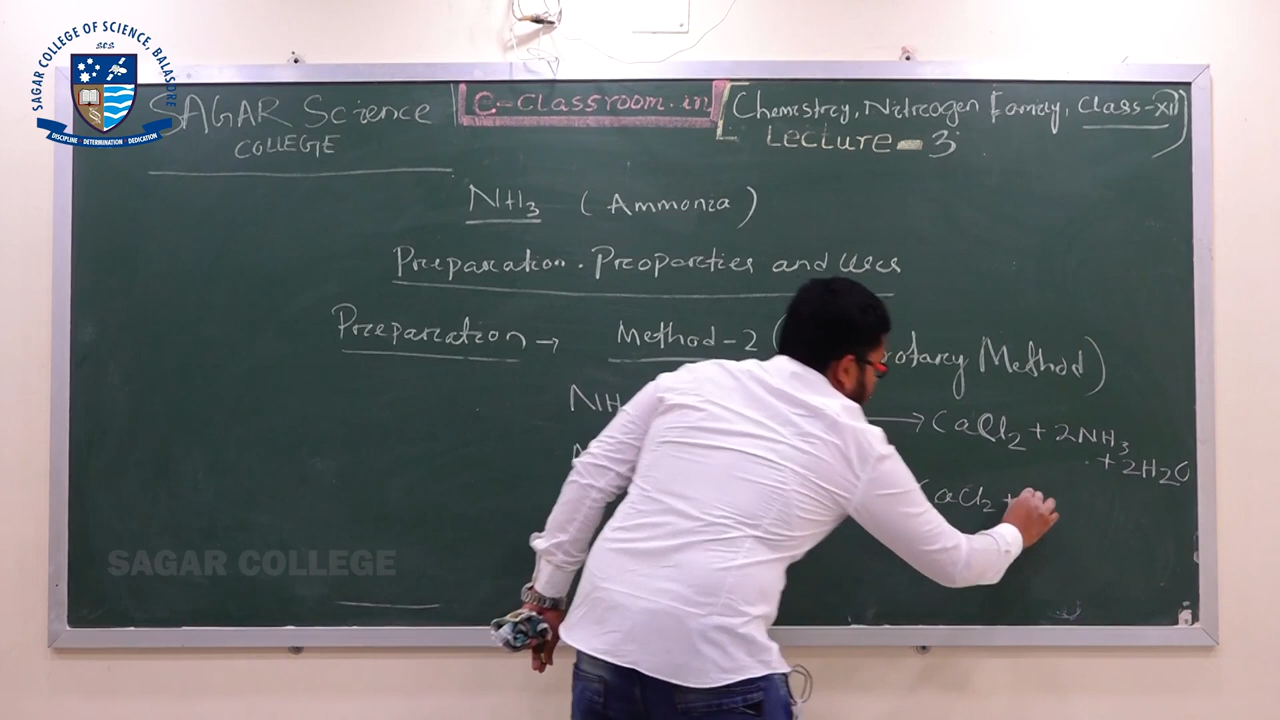 SAGAR COLLEGE OF SCIENCE, BALASORE
SCS
DISCIPLINE · DETERMINATION · DEDICATION
SAGAR Science
COLLEGE
C-Classroom.in
[Chemistry, Nitrogen Family, Class-XII]
Lecture-3
NH3 (Ammonia)
Preparation. Properties and Uses
Preparation → Method-2 (
Method)
NH
→ CaCl2 + 2NH3
+ 2H2O
CaCl2 +
SAGAR COLLEGE